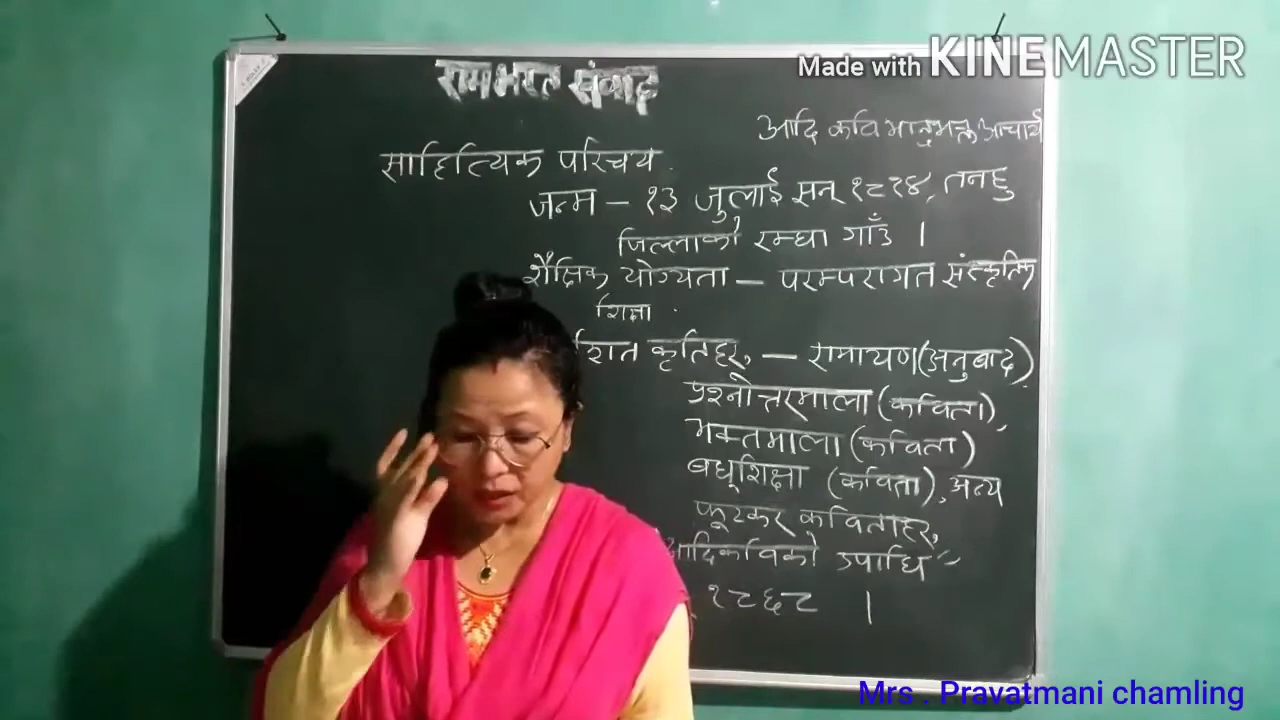 Made with KINEMASTER
राम भरत संवाद
आदि कवि भानुभक्त आचार्य
साहित्यिक परिचय
जन्म – १३ जुलाई सन् १८१४, तनहु
जिल्लाको रम्घा गाँउ ।
शैक्षिक योग्यता – परम्परागत संस्कृतिक
शिक्षा .
शित कृतिहरू – रामायण (अनुबाद)
प्रश्नोत्तरमाला (कविता),
भक्तमाला (कविता)
बधूशिक्षा (कविता), अन्य
फूटकर कविताहरू
आदिकविको उपाधि
१८६८ ।
Mrs . Pravatmani chamling